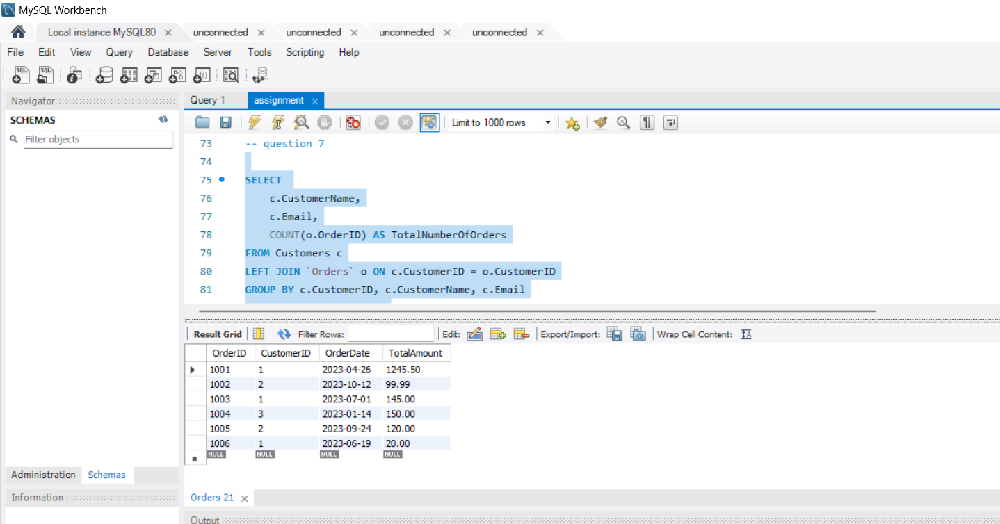 MySQL Workbench
Local instance MySQL80 unconnected unconnected unconnected unconnected
File Edit View Query Database Server Tools Scripting Help
Navigator
SCHEMAS
Filter objects
Administration Schemas
Information
Query 1 assignment
Limit to 1000 rows
73 -- question 7
74
75 SELECT
76 c.CustomerName,
77 c.Email,
78 COUNT(o.OrderID) AS TotalNumberOfOrders
79 FROM Customers c
80 LEFT JOIN `Orders` o ON c.CustomerID = o.CustomerID
81 GROUP BY c.CustomerID, c.CustomerName, c.Email
Result Grid Filter Rows: Edit: Export/Import: Wrap Cell Content:
OrderID CustomerID OrderDate TotalAmount
1001 1 2023-04-26 1245.50
1002 2 2023-10-12 99.99
1003 1 2023-07-01 145.00
1004 3 2023-01-14 150.00
1005 2 2023-09-24 120.00
1006 1 2023-06-19 20.00
NULL NULL NULL NULL
Orders 21
Output